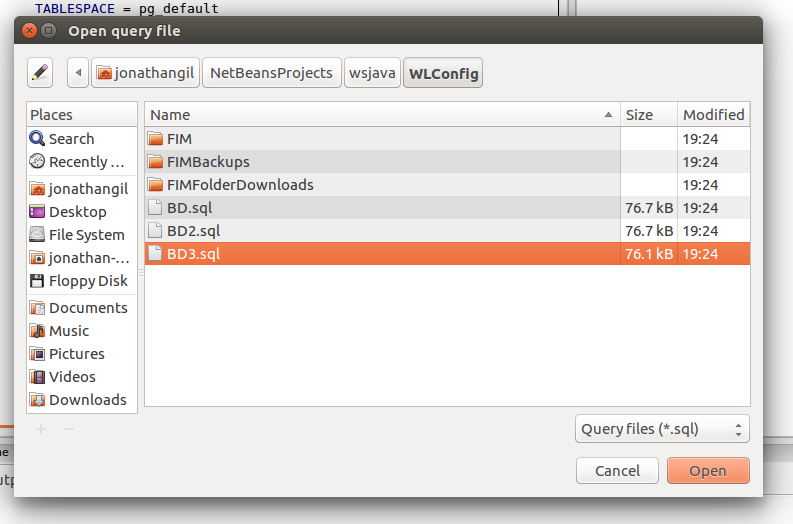 TABLESPACE = pg_default
Open query file
jonathangil NetBeansProjects wsjava WLConfig
Places Name Size Modified
Search FIM 19:24
Recently ... FIMBackups 19:24
jonathangil FIMFolderDownloads 19:24
Desktop BD.sql 76.7 kB 19:24
File System BD2.sql 76.7 kB 19:24
jonathan-... BD3.sql 76.1 kB 19:24
Floppy Disk
Documents
Music
Pictures
Videos
Downloads
Query files (*.sql)
Cancel Open